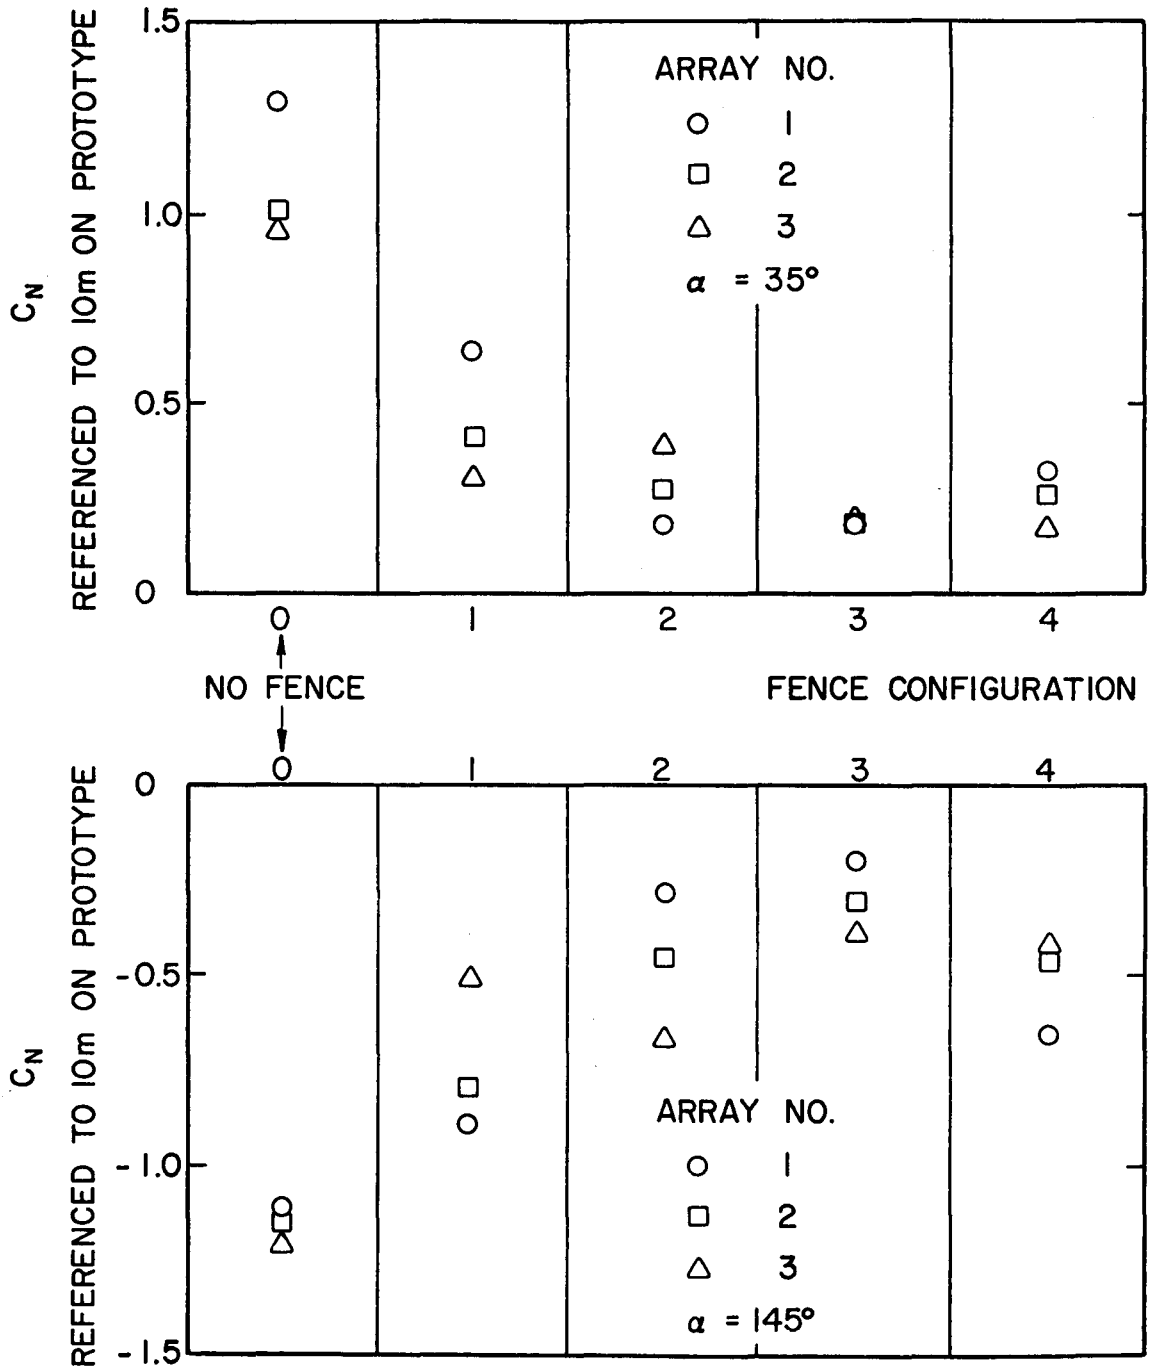 C_N
REFERENCED TO 10m ON PROTOTYPE
1.5
1.0
0.5
0
ARRAY NO.
○ 1
□ 2
△ 3
α = 35°
0 1 2 3 4
NO FENCE
FENCE CONFIGURATION
0 1 2 3 4
C_N
REFERENCED TO 10m ON PROTOTYPE
0
-0.5
-1.0
-1.5
ARRAY NO.
○ 1
□ 2
△ 3
α = 145°